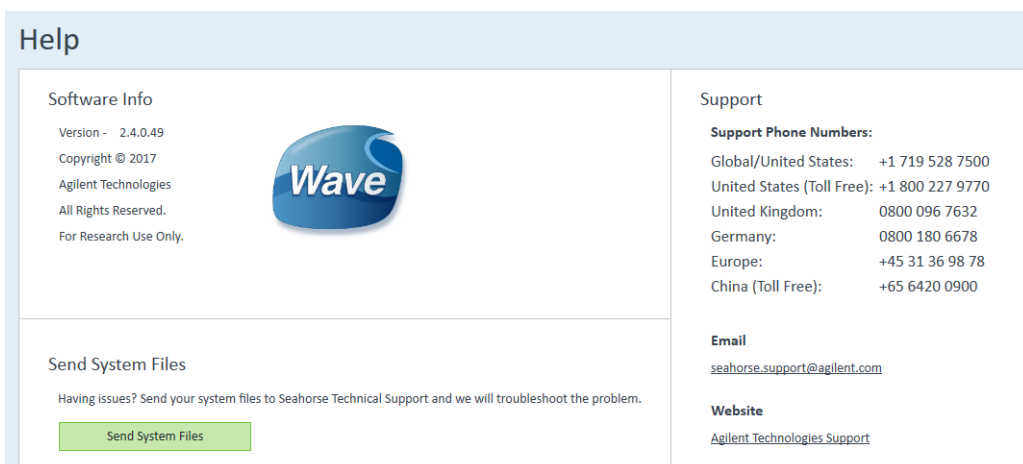 Help
Software Info
Version - 2.4.0.49
Copyright © 2017
Agilent Technologies
All Rights Reserved.
For Research Use Only.
Wave
Send System Files
Having issues? Send your system files to Seahorse Technical Support and we will troubleshoot the problem.
Send System Files
Support
Support Phone Numbers:
Global/United States: +1 719 528 7500
United States (Toll Free): +1 800 227 9770
United Kingdom: 0800 096 7632
Germany: 0800 180 6678
Europe: +45 31 36 98 78
China (Toll Free): +65 6420 0900
Email
seahorse.support@agilent.com
Website
Agilent Technologies Support